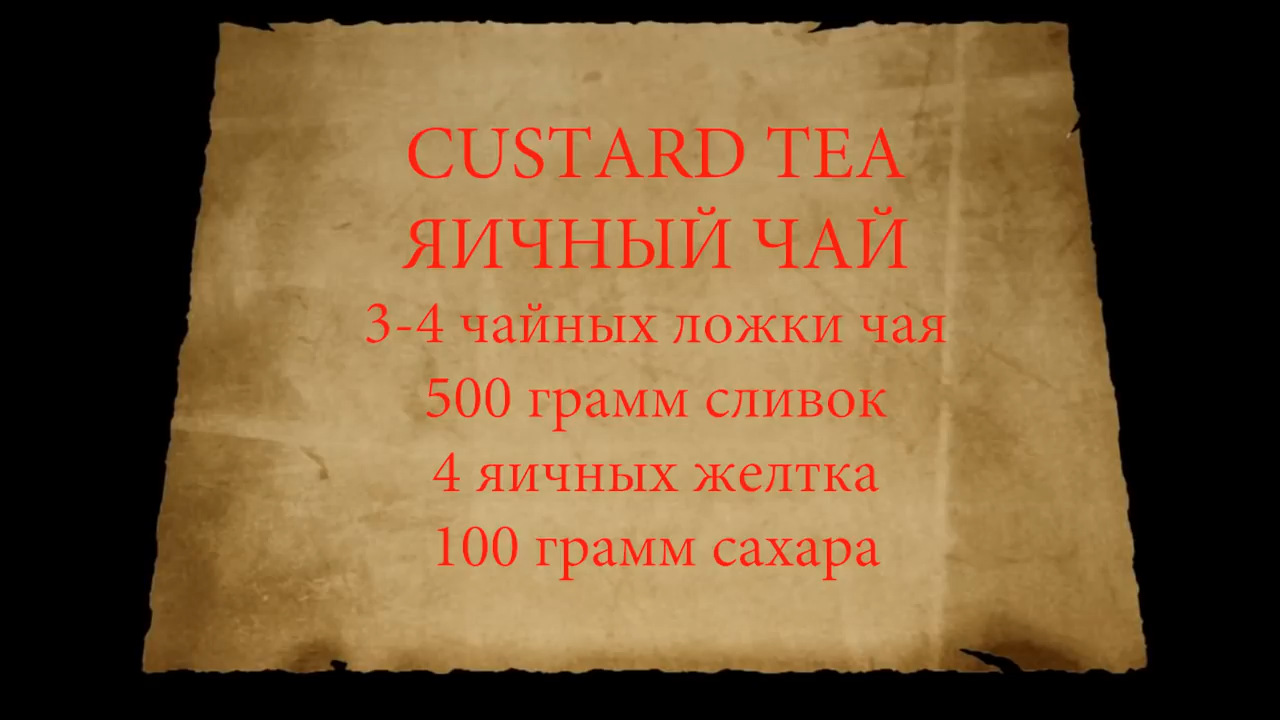 CUSTARD TEA
ЯИЧНЫЙ ЧАЙ
3-4 чайных ложки чая
500 грамм сливок
4 яичных желтка
100 грамм сахара